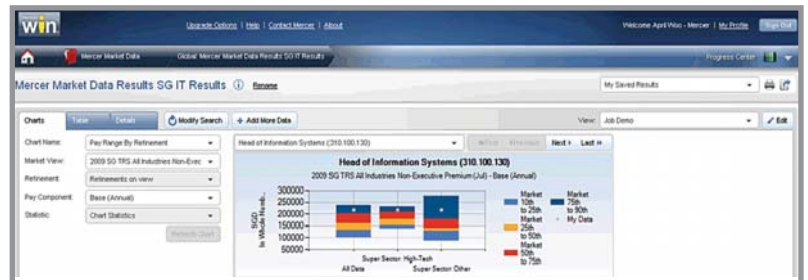 win
Upgrade Options | Help | Contact Mercer | About
Welcome April Woo - Mercer | My Profile Sign Out
Mercer Market Data Global Mercer Market Data Results SG IT Results
Progress Center
Mercer Market Data Results SG IT Results Rename
My Saved Results
Charts Table Details Modify Search + Add More Data
View: Job Demo Edit
Chart Name: Pay Range By Refinement
Head of Information Systems (310.100.130) Next Last
Market View: 2009 SG TRS All Industries Non-Exec
Refinement: Refinements on view
Pay Component: Base (Annual)
Statistic: Chart Statistics
Refresh Chart
Head of Information Systems (310.100.130)
2009 SG TRS All Industries Non-Executive Premium (Jul) - Base (Annual)
SGD
in Whole Numb...
300000
250000
200000
150000
100000
50000
Super Sector High-Tech
All Data Super Sector Other
Market 10th to 25th
Market 25th to 50th
Market 50th to 75th
Market 75th to 90th
My Data